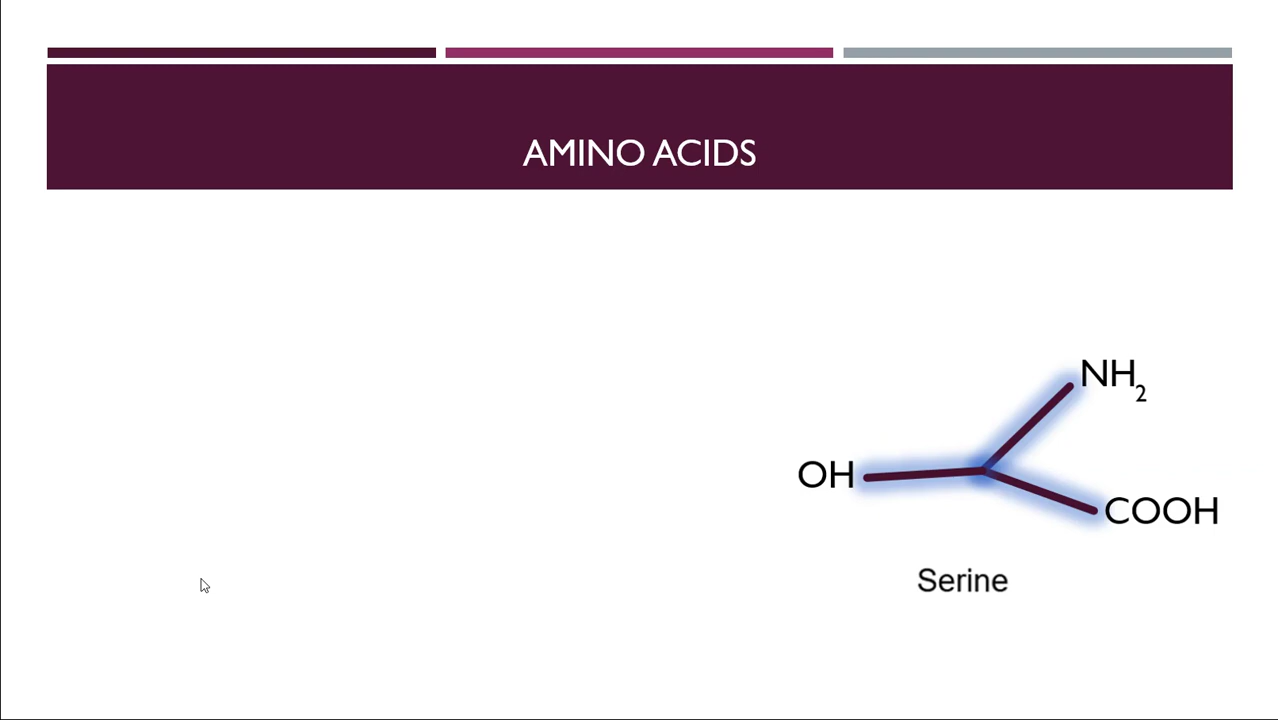 AMINO ACIDS
NH₂
OH
COOH
Serine